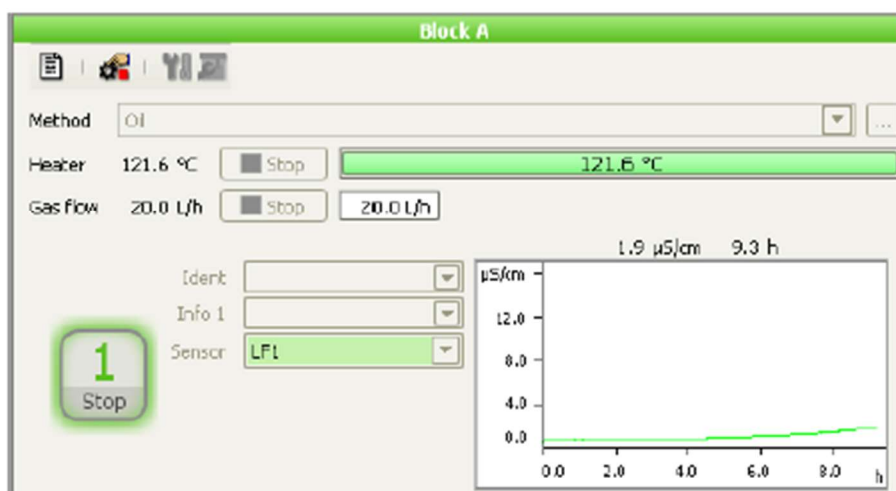 Block A
Method Oil ...
Heater 121.6 °C Stop 121.6 °C
Gas flow 20.0 L/h Stop 20.0 L/h
1.9 µS/cm 9.3 h
Ident
Info 1
Sensor LF1
1
Stop
µS/cm
12.0
8.0
4.0
0.0
0.0 2.0 4.0 6.0 8.0 h